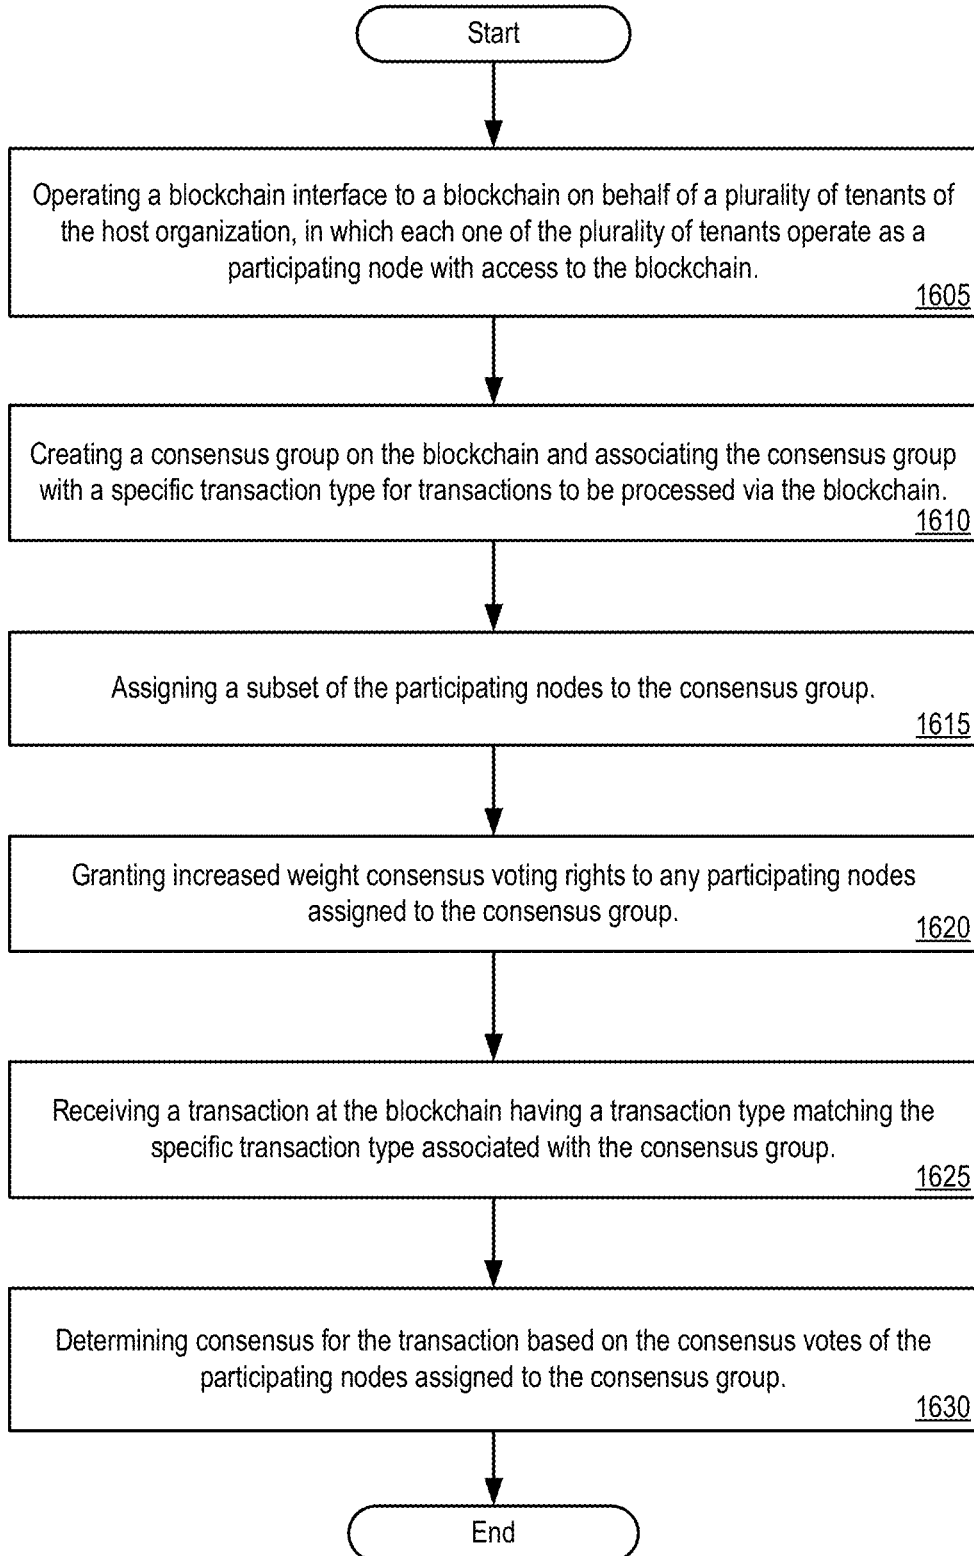 Start
Operating a blockchain interface to a blockchain on behalf of a plurality of tenants of
the host organization, in which each one of the plurality of tenants operate as a
participating node with access to the blockchain.
1605
Creating a consensus group on the blockchain and associating the consensus group
with a specific transaction type for transactions to be processed via the blockchain.
1610
Assigning a subset of the participating nodes to the consensus group.
1615
Granting increased weight consensus voting rights to any participating nodes
assigned to the consensus group.
1620
Receiving a transaction at the blockchain having a transaction type matching the
specific transaction type associated with the consensus group.
1625
Determining consensus for the transaction based on the consensus votes of the
participating nodes assigned to the consensus group.
1630
End